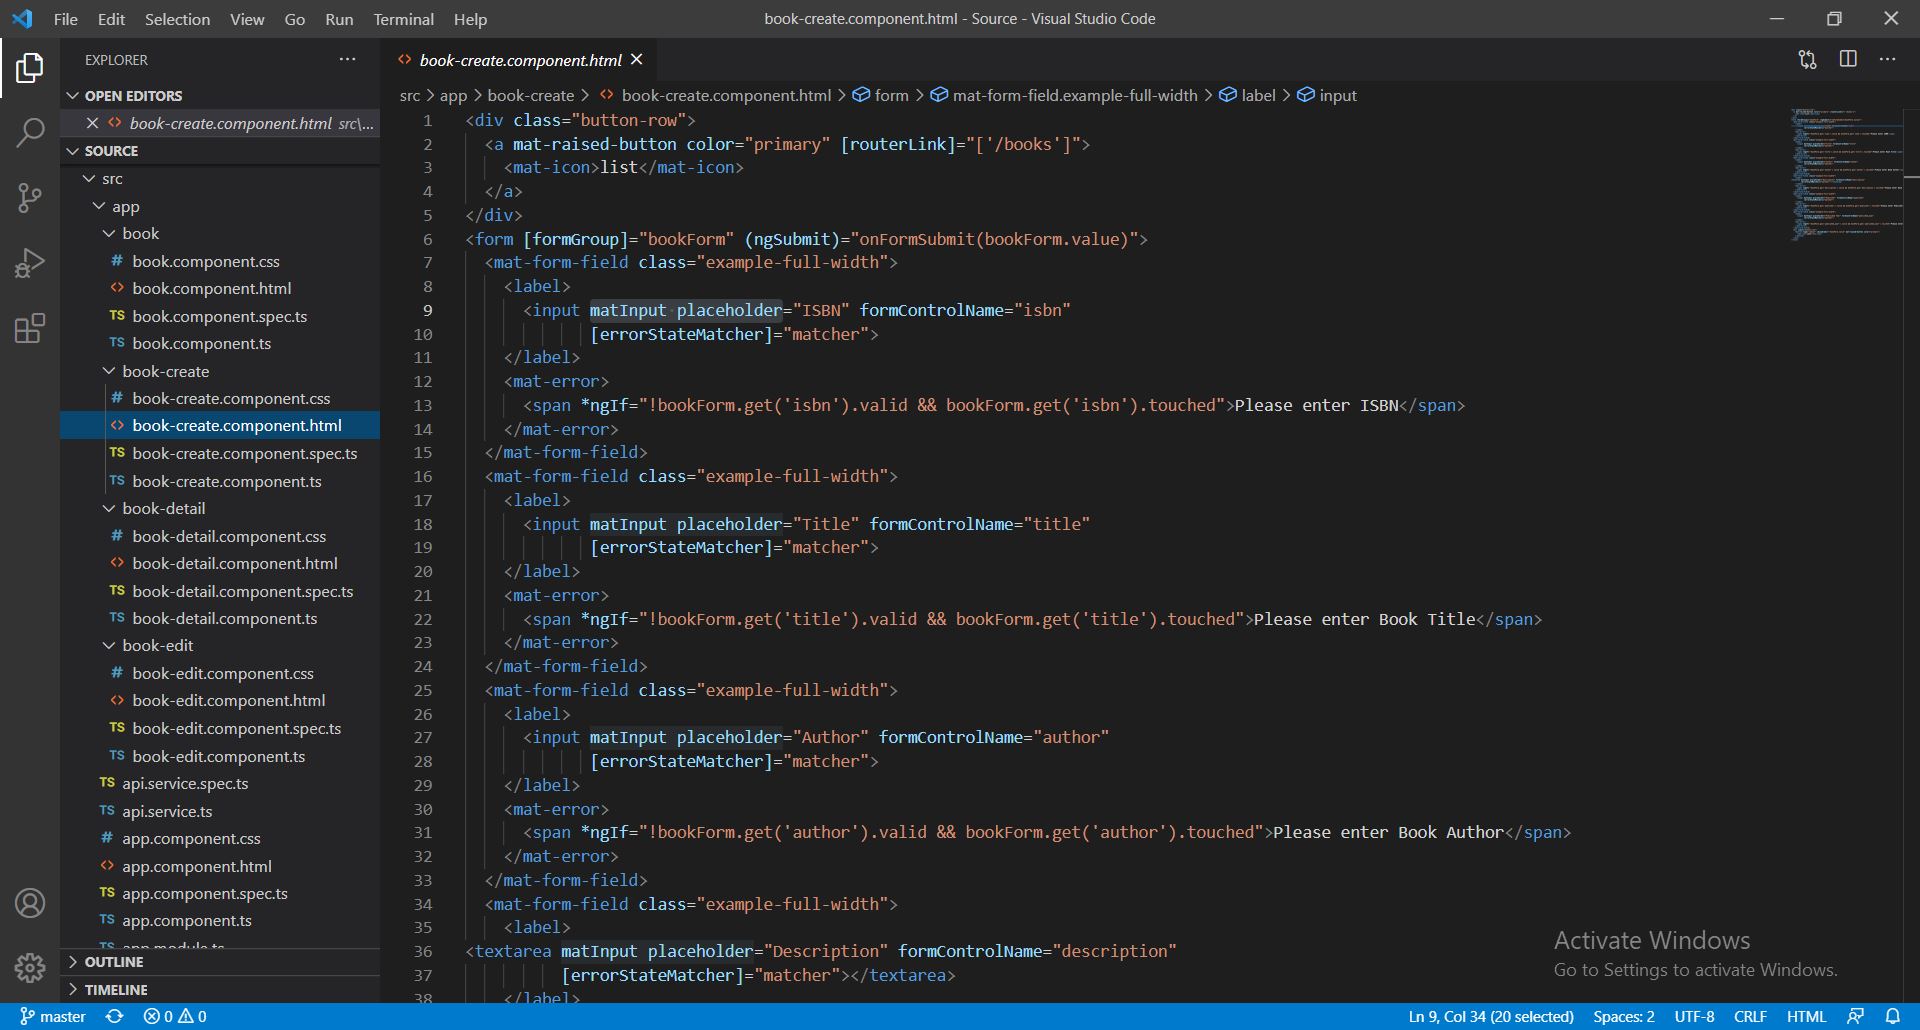 File Edit Selection View Go Run Terminal Help
book-create.component.html - Source - Visual Studio Code
EXPLORER
OPEN EDITORS
book-create.component.html src\...
SOURCE
src
app
book
# book.component.css
<> book.component.html
TS book.component.spec.ts
TS book.component.ts
book-create
# book-create.component.css
<> book-create.component.html
TS book-create.component.spec.ts
TS book-create.component.ts
book-detail
# book-detail.component.css
<> book-detail.component.html
TS book-detail.component.spec.ts
TS book-detail.component.ts
book-edit
# book-edit.component.css
<> book-edit.component.html
TS book-edit.component.spec.ts
TS book-edit.component.ts
TS api.service.spec.ts
TS api.service.ts
# app.component.css
<> app.component.html
TS app.component.spec.ts
TS app.component.ts
TS app.module.ts
OUTLINE
TIMELINE
<> book-create.component.html
src > app > book-create > <> book-create.component.html > form > mat-form-field.example-full-width > label > input
1 <div class="button-row">
2 <a mat-raised-button color="primary" [routerLink]="['/books']">
3 <mat-icon>list</mat-icon>
4 </a>
5 </div>
6 <form [formGroup]="bookForm" (ngSubmit)="onFormSubmit(bookForm.value)">
7 <mat-form-field class="example-full-width">
8 <label>
9 <input matInput placeholder="ISBN" formControlName="isbn"
10 [errorStateMatcher]="matcher">
11 </label>
12 <mat-error>
13 <span *ngIf="!bookForm.get('isbn').valid && bookForm.get('isbn').touched">Please enter ISBN</span>
14 </mat-error>
15 </mat-form-field>
16 <mat-form-field class="example-full-width">
17 <label>
18 <input matInput placeholder="Title" formControlName="title"
19 [errorStateMatcher]="matcher">
20 </label>
21 <mat-error>
22 <span *ngIf="!bookForm.get('title').valid && bookForm.get('title').touched">Please enter Book Title</span>
23 </mat-error>
24 </mat-form-field>
25 <mat-form-field class="example-full-width">
26 <label>
27 <input matInput placeholder="Author" formControlName="author"
28 [errorStateMatcher]="matcher">
29 </label>
30 <mat-error>
31 <span *ngIf="!bookForm.get('author').valid && bookForm.get('author').touched">Please enter Book Author</span>
32 </mat-error>
33 </mat-form-field>
34 <mat-form-field class="example-full-width">
35 <label>
36 <textarea matInput placeholder="Description" formControlName="description"
37 [errorStateMatcher]="matcher"></textarea>
38 </label>
Activate Windows
Go to Settings to activate Windows.
master 0 0
Ln 9, Col 34 (20 selected) Spaces: 2 UTF-8 CRLF HTML